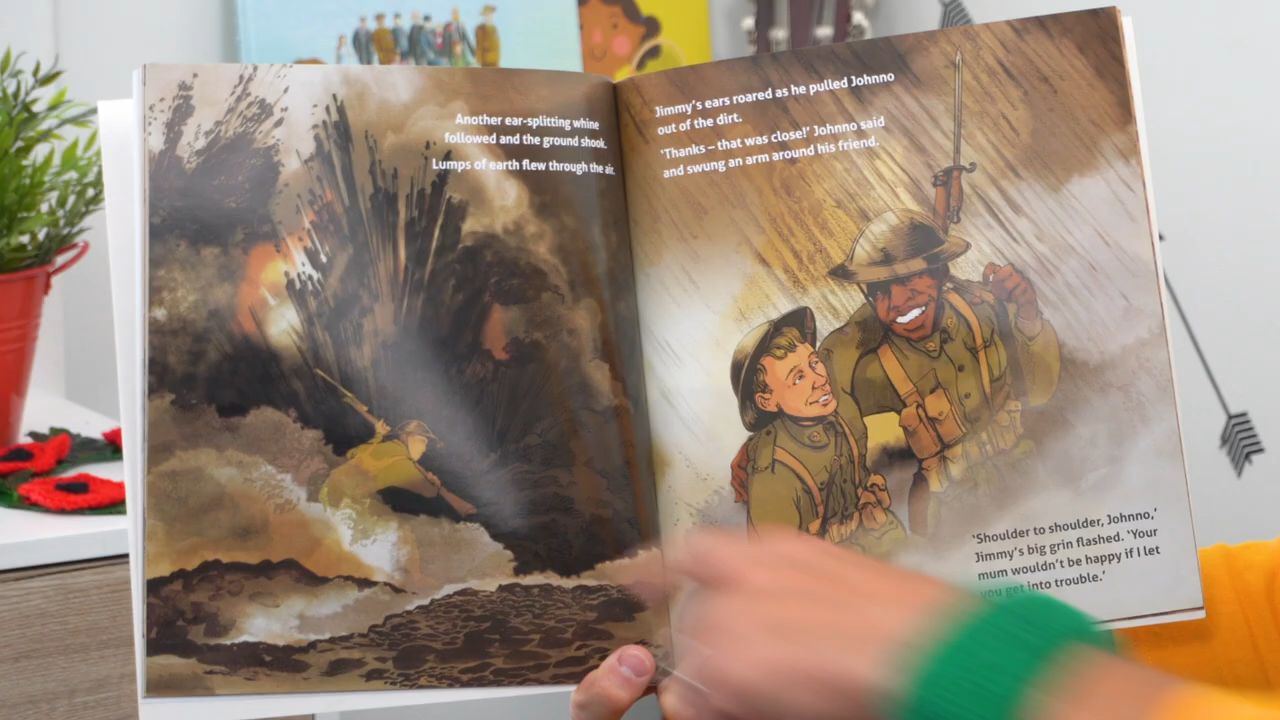 Another ear-splitting whine
followed and the ground shook.
Lumps of earth flew through the air.
Jimmy's ears roared as he pulled Johnno
out of the dirt.
'Thanks – that was close!' Johnno said
and swung an arm around his friend.
'Shoulder to shoulder, Johnno,'
Jimmy's big grin flashed. 'Your
mum wouldn't be happy if I let
you get into trouble.'